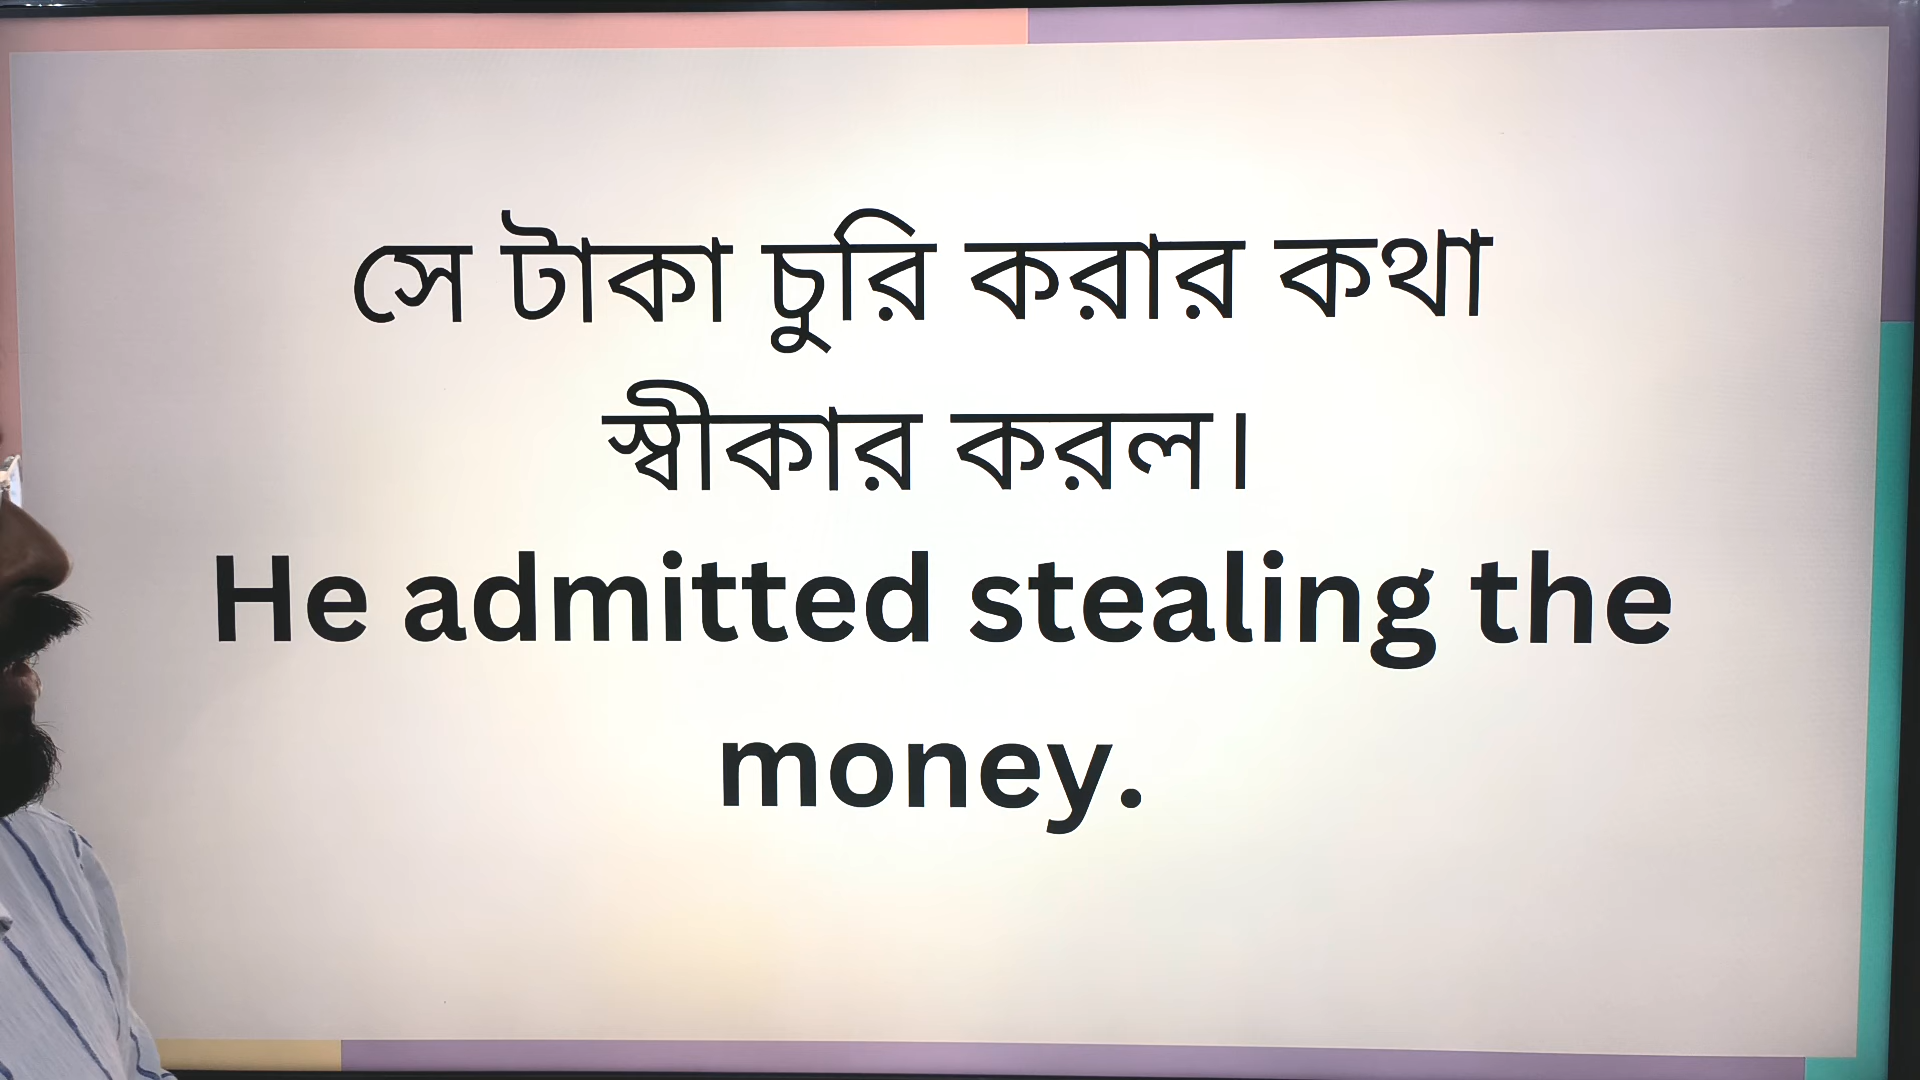 সে টাকা চুরি করার কথা
স্বীকার করল।
He admitted stealing the
money.